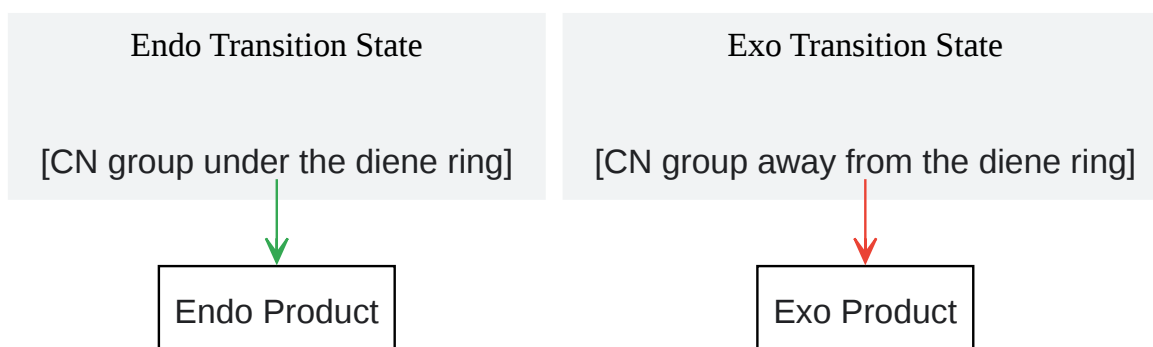 Endo Transition State
[CN group under the diene ring]
Endo Product
Exo Transition State
[CN group away from the diene ring]
Exo Product